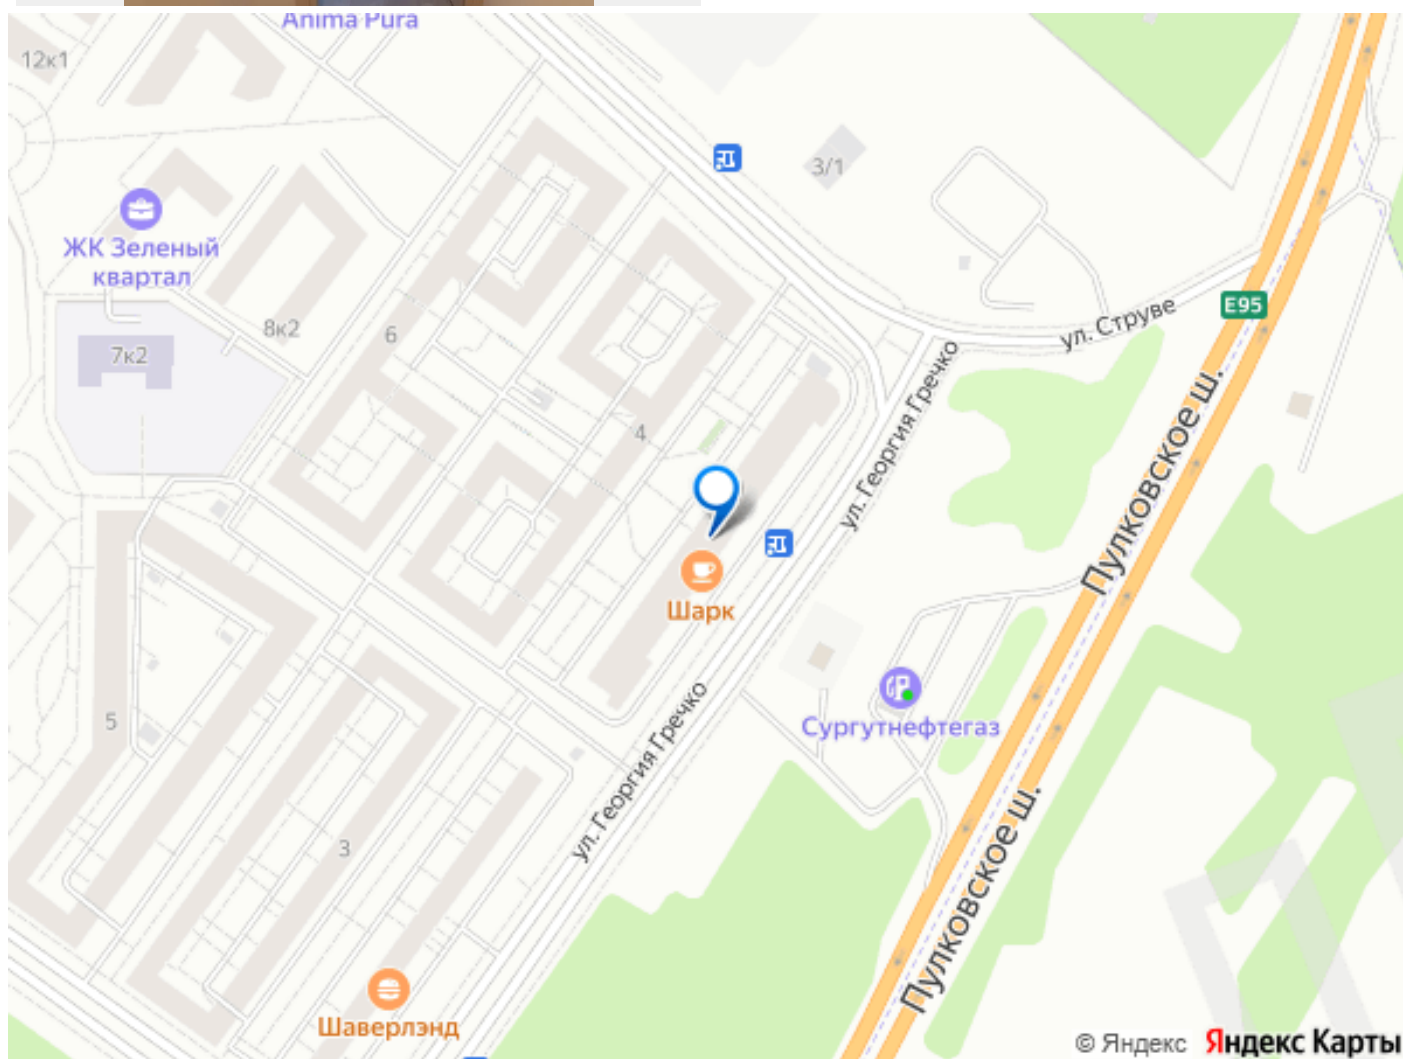 Anima Pura
12к1
3/1
ЖК Зеленый
квартал
E95
ул. Струве
8к2
6
7к2
4
ул. Георгия Гречко
Пулковское ш.
Шарк
Сургутнефтегаз
5
ул. Георгия Гречко
3
Пулковское ш.
Шаверлэнд
© Яндекс Яндекс Карты